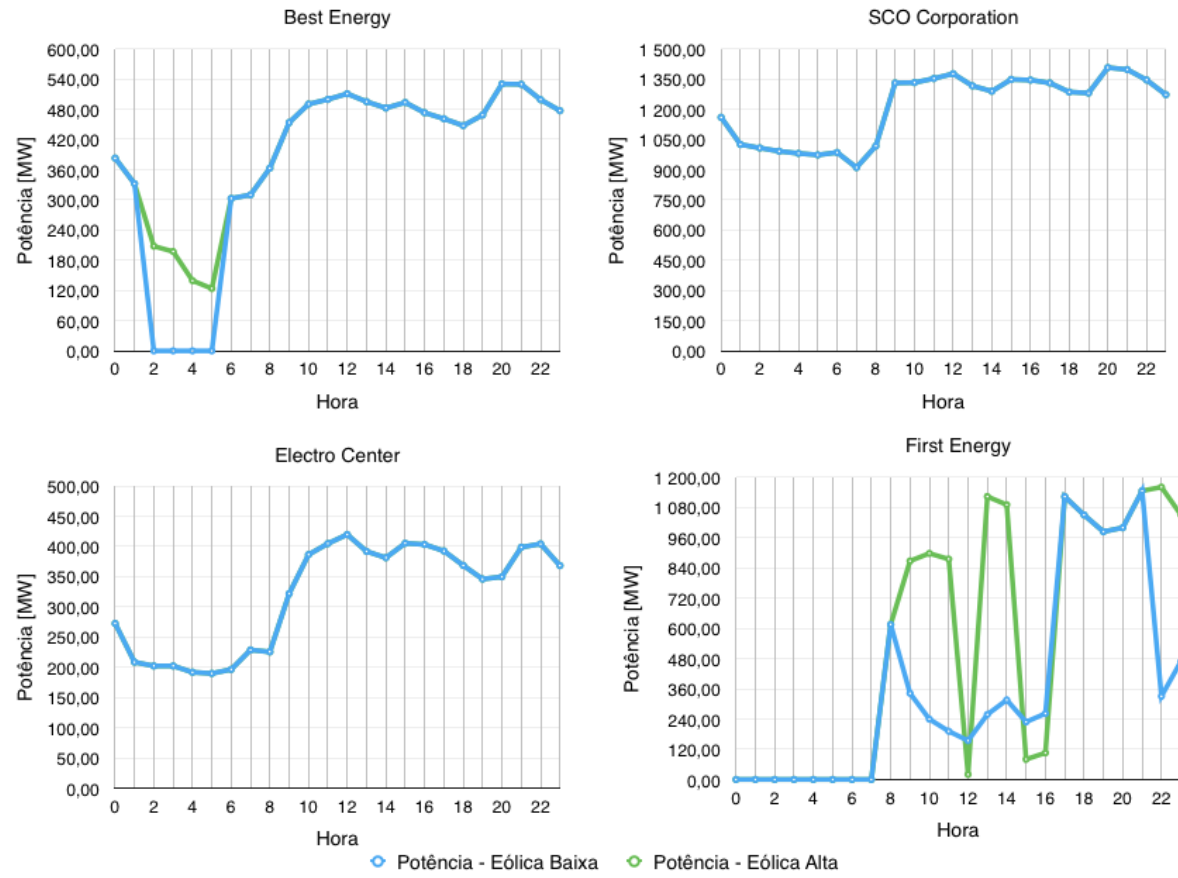 Best Energy
600,00
540,00
480,00
420,00
360,00
300,00
240,00
180,00
120,00
60,00
0,00
Potência [MW]
0 2 4 6 8 10 12 14 16 18 20 22
Hora
SCO Corporation
1 500,00
1 350,00
1 200,00
1 050,00
900,00
750,00
600,00
450,00
300,00
150,00
0,00
Potência [MW]
0 2 4 6 8 10 12 14 16 18 20 22
Hora
Electro Center
500,00
450,00
400,00
350,00
300,00
250,00
200,00
150,00
100,00
50,00
0,00
Potência [MW]
0 2 4 6 8 10 12 14 16 18 20 22
Hora
First Energy
1 200,00
1 080,00
960,00
840,00
720,00
600,00
480,00
360,00
240,00
120,00
0,00
Potência [MW]
0 2 4 6 8 10 12 14 16 18 20 22
Hora
Potência - Eólica Baixa Potência - Eólica Alta